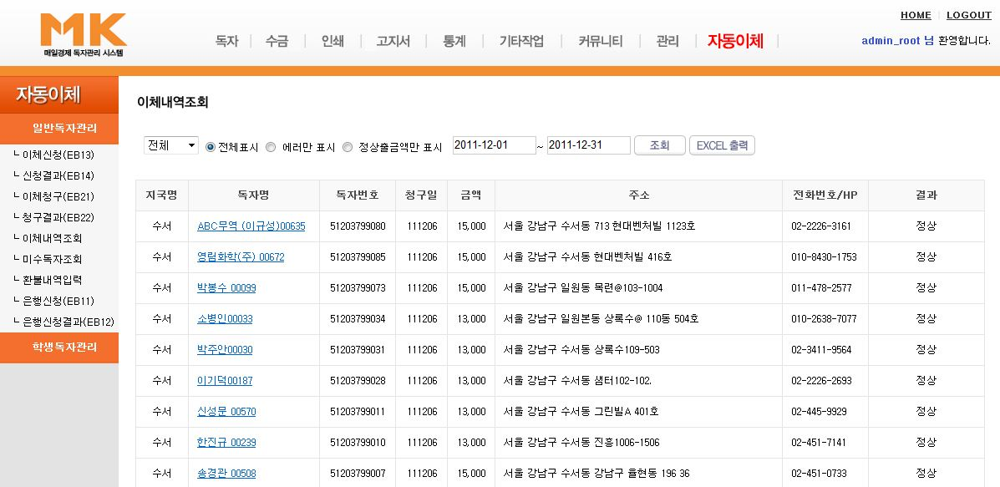 HOME LOGOUT
MK
매일경제 독자관리 시스템
독자 수금 인쇄 고지서 통계 기타작업 커뮤니티 관리 자동이체
admin_root 님 환영합니다.
자동이체
일반독자관리
└ 이체신청(EB13)
└ 신청결과(EB14)
└ 이체청구(EB21)
└ 청구결과(EB22)
└ 이체내역조회
└ 미수독자조회
└ 환불내역입력
└ 은행신청(EB11)
└ 은행신청결과(EB12)
학생독자관리
이체내역조회
전체 전체표시 에러만 표시 정상출금액만 표시 2011-12-01 ~ 2011-12-31 조회 EXCEL 출력
지국명 독자명 독자번호 청구일 금액 주소 전화번호/HP 결과
수서 ABC무역 (이규성)00635 51203799080 111206 15,000 서울 강남구 수서동 713 현대벤처빌 1123호 02-2226-3161 정상
수서 영림화학(주) 00672 51203799085 111206 15,000 서울 강남구 수서동 현대벤처빌 416호 010-8430-1753 정상
수서 박봉수 00099 51203799073 111206 15,000 서울 강남구 일원동 목련@103-1004 011-478-2577 정상
수서 소병인00033 51203799034 111206 13,000 서울 강남구 일원본동 상록수@ 110동 504호 010-2638-7077 정상
수서 박주안00030 51203799031 111206 13,000 서울 강남구 수서동 상록수109-503 02-3411-9564 정상
수서 이기덕00187 51203799028 111206 13,000 서울 강남구 수서동 샘터102-102. 02-2226-2693 정상
수서 신성문 00570 51203799011 111206 13,000 서울 강남구 수서동 그린빌A 401호 02-445-9929 정상
수서 한진규 00239 51203799010 111206 13,000 서울 강남구 수서동 진흥1006-1506 02-451-7141 정상
수서 송경관 00508 51203799007 111206 15,000 서울 강남구 수서동 강남구 율현동 196 36 02-451-0733 정상